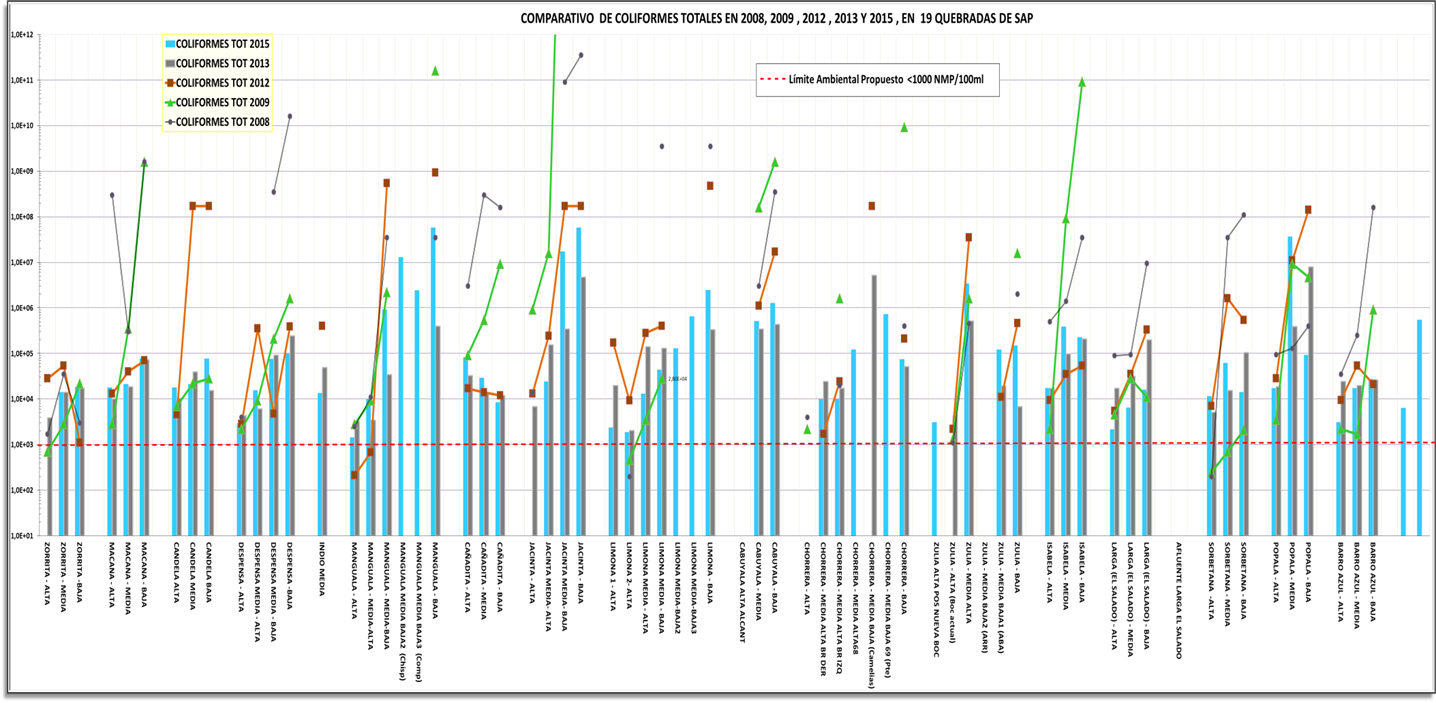 COMPARATIVO DE COLIFORMES TOTALES EN 2008, 2009 , 2012 , 2013 Y 2015 , EN 19 QUEBRADAS DE SAP
1,0E+12
1,0E+11
1,0E+10
1,0E+09
1,0E+08
1,0E+07
1,0E+06
1,0E+05
1,0E+04
1,0E+03
1,0E+02
1,0E+01
COLIFORMES TOT 2015
COLIFORMES TOT 2013
COLIFORMES TOT 2012
COLIFORMES TOT 2009
COLIFORMES TOT 2008
Límite Ambiental Propuesto <1000 NMP/100ml
ZORRITA - ALTA
ZORRITA - MEDIA
ZORRITA -BAJA
MACANA - ALTA
MACANA - MEDIA
MACANA - BAJA
CANDELA ALTA
CANDELA MEDIA
CANDELA BAJA
DESPENSA - ALTA
DESPENSA MEDIA - ALTA
DESPENSA MEDIA - BAJA
DESPENSA -BAJA
INDIO MEDIA
MANGUALA - ALTA
MANGUALA - MEDIA-ALTA
MANGUALA - MEDIA-BAJA
MANGUALA MEDIA BAJA2 (Chisp)
MANGUALA MEDIA BAJA3 (Comp)
MANGUALA - BAJA
CAÑADITA - ALTA
CAÑADITA - MEDIA
CAÑADITA - BAJA
JACINTA - ALTA
JACINTA MEDIA- ALTA
JACINTA MEDIA- BAJA
JACINTA - BAJA
LIMONA 1 - ALTA
LIMONA 2- ALTA
LIMONA MEDIA - ALTA
LIMONA MEDIA - BAJA
LIMONA MEDIA-BAJA2
LIMONA MEDIA-BAJA3
LIMONA - BAJA
CABUYALA ALTA ALCANT
CABUYALA - MEDIA
CABUYALA - BAJA
CHORRERA - ALTA
CHORRERA - MEDIA ALTA BR DER
CHORRERA - MEDIA ALTA BR IZQ
CHORRERA - MEDIA ALTA68
CHORRERA - MEDIA BAJA (Camelias)
CHORRERA - MEDIA BAJA 69 (Pte)
CHORRERA - BAJA
ZULIA ALTA POS NUEVA BOC
ZULIA - ALTA (Boc actual)
ZULIA - MEDIA ALTA
ZULIA - MEDIA BAJA2 (ARR)
ZULIA - MEDIA BAJA1 (ABA)
ZULIA - BAJA
ISABELA - ALTA
ISABELA - MEDIA
ISABELA - BAJA
LARGA (EL SALADO) - ALTA
LARGA (EL SALADO) - MEDIA
LARGA (EL SALADO) - BAJA
AFLUENTE LARGA EL SALADO
SORBETANA -ALTA
SORBETANA - MEDIA
SORBETANA - BAJA
POPALA - ALTA
POPALA - MEDIA
POPALA - BAJA
BARRO AZUL - ALTA
BARRO AZUL - MEDIA
BARRO AZUL - BAJA